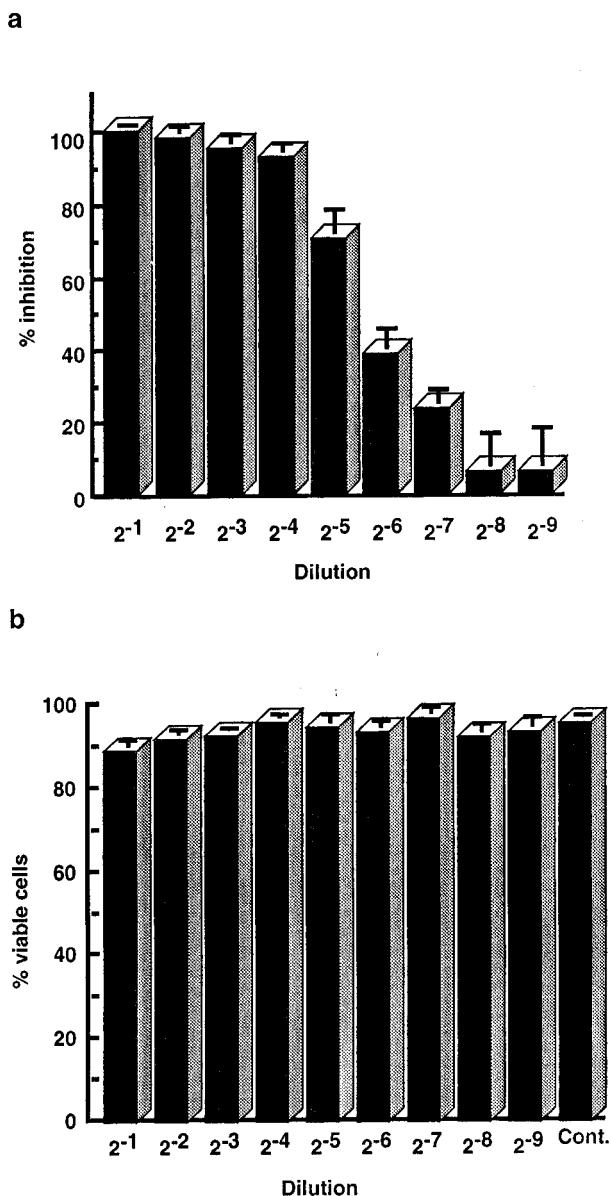 a
% inhibition
100
80
60
40
20
0
2-1 2-2 2-3 2-4 2-5 2-6 2-7 2-8 2-9
Dilution
b
% viable cells
100
80
60
40
20
0
2-1 2-2 2-3 2-4 2-5 2-6 2-7 2-8 2-9 Cont.
Dilution